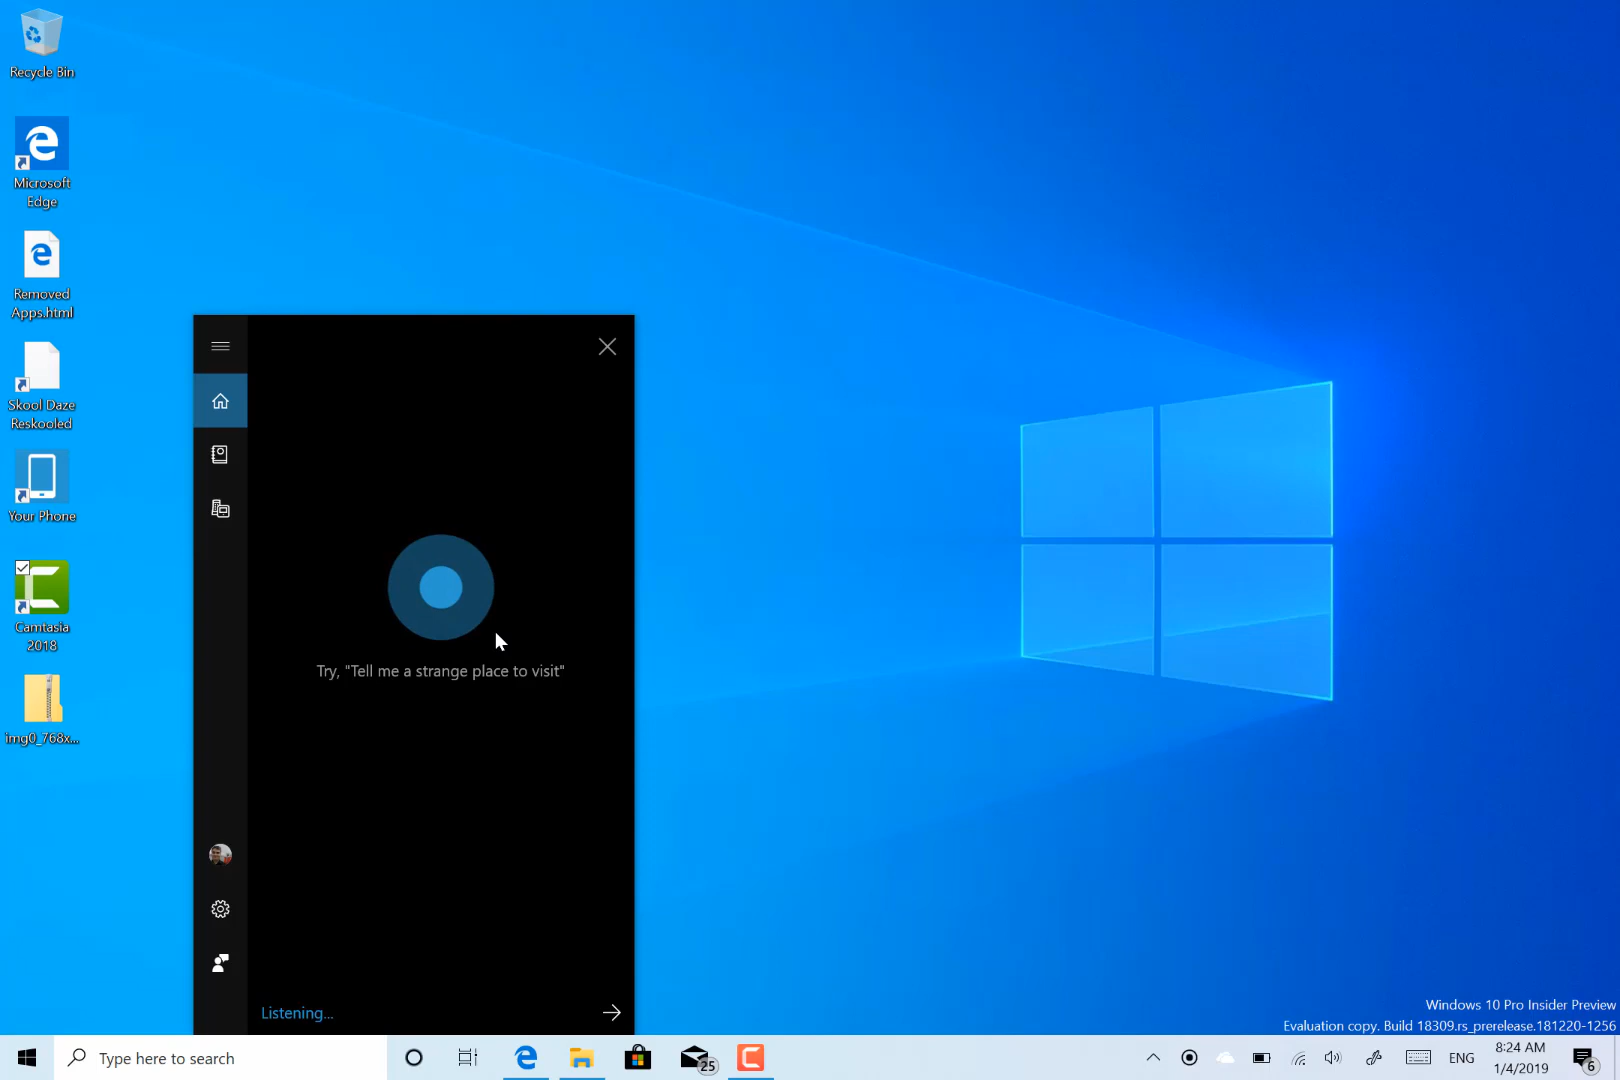 Recycle Bin
Microsoft
Edge
Removed
Apps.html
Skool Daze
Reskooled
Your Phone
Camtasia
2018
img0_768x...
Try, "Tell me a strange place to visit"
Listening...
Windows 10 Pro Insider Preview
Evaluation copy. Build 18309.rs_prerelease.181220-1256
Type here to search
25
ENG
8:24 AM
1/4/2019
6